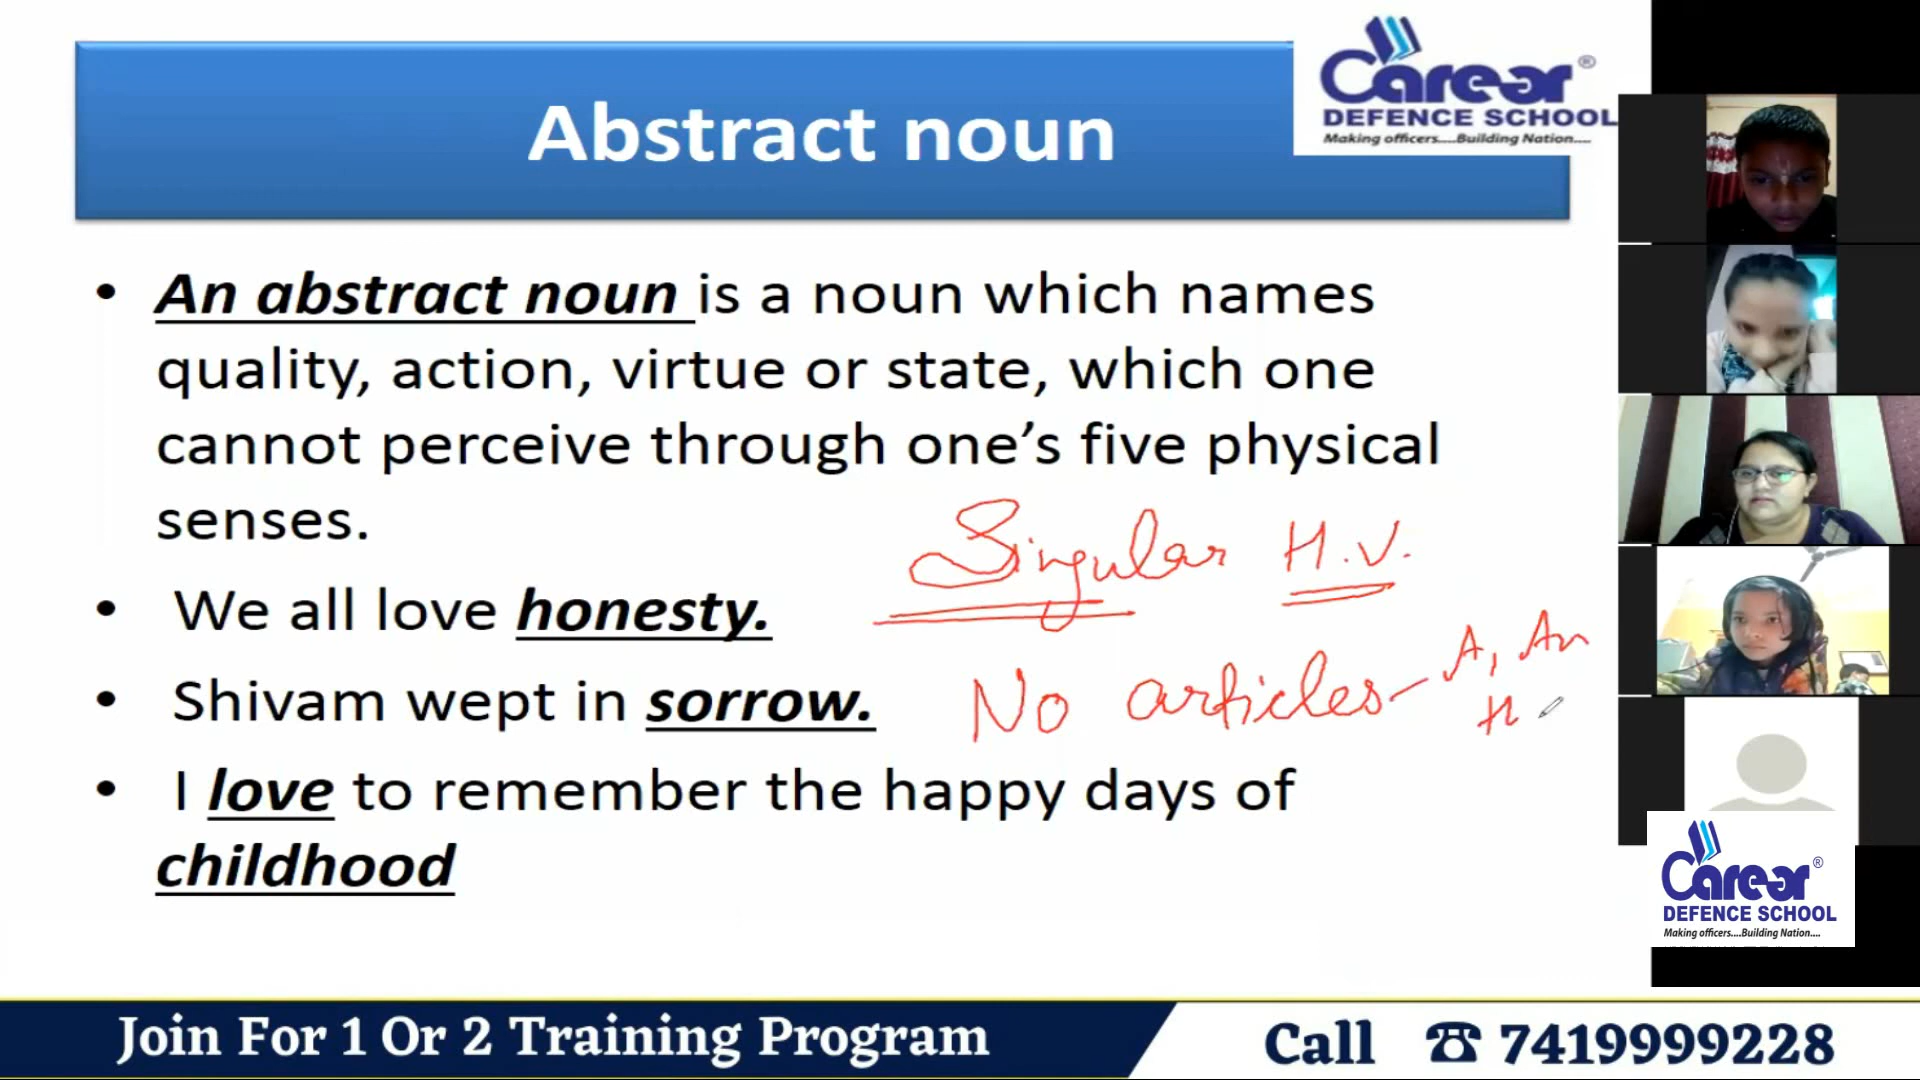 Carear®
DEFENCE SCHOOL
Making officers....Building Nation....
Abstract noun
• An abstract noun is a noun which names
quality, action, virtue or state, which one
cannot perceive through one's five physical
senses.
Singular H.V.
• We all love honesty.
A, An
No articles-
• Shivam wept in sorrow.
• I love to remember the happy days of
childhood
Carear®
DEFENCE SCHOOL
Making officers....Building Nation....
Join For 1 Or 2 Training Program
Call ☎ 7419999228